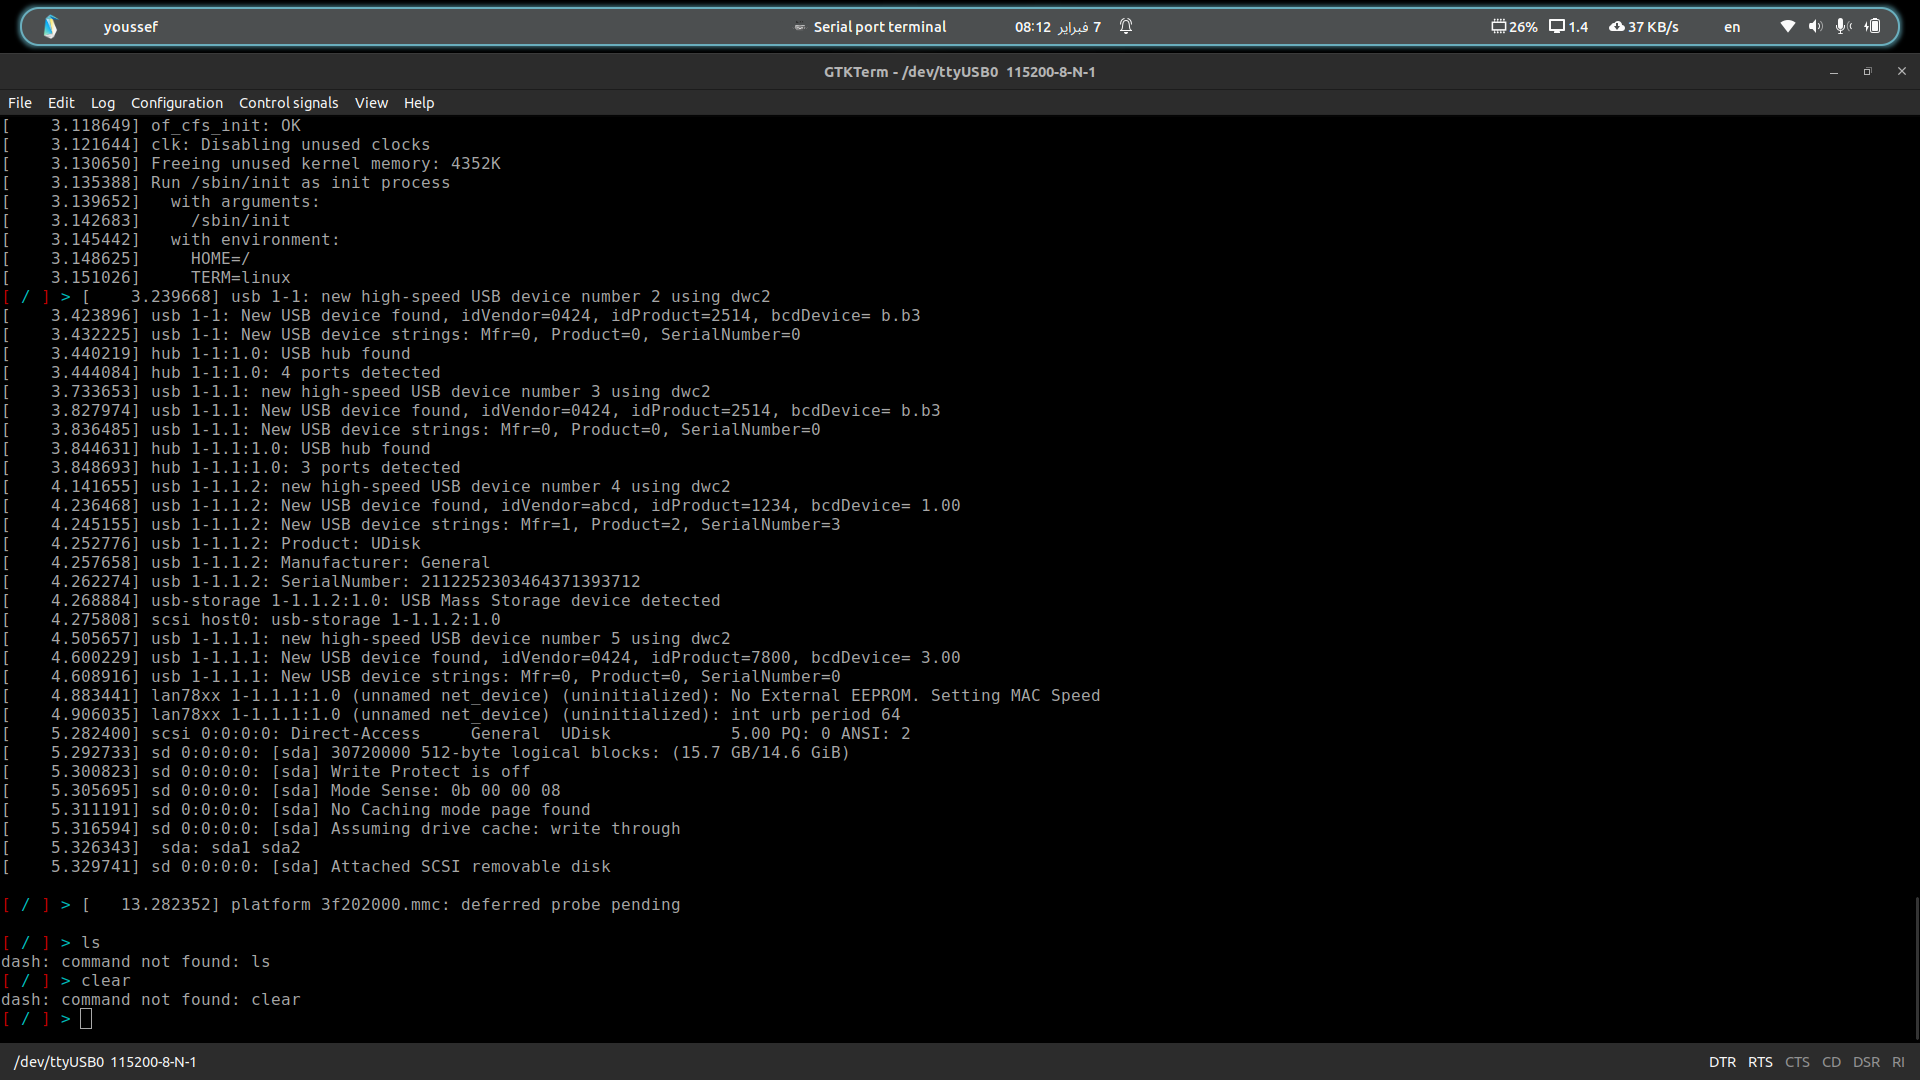 youssef
Serial port terminal
08:12 7 فبراير
26% 1.4 37 KB/s en
GTKTerm - /dev/ttyUSB0 115200-8-N-1
File Edit Log Configuration Control signals View Help
[    3.118649] of_cfs_init: OK
[    3.121644] clk: Disabling unused clocks
[    3.130650] Freeing unused kernel memory: 4352K
[    3.135388] Run /sbin/init as init process
[    3.139652]   with arguments:
[    3.142683]     /sbin/init
[    3.145442]   with environment:
[    3.148625]     HOME=/
[    3.151026]     TERM=linux
[ / ] > [    3.239668] usb 1-1: new high-speed USB device number 2 using dwc2
[    3.423896] usb 1-1: New USB device found, idVendor=0424, idProduct=2514, bcdDevice= b.b3
[    3.432225] usb 1-1: New USB device strings: Mfr=0, Product=0, SerialNumber=0
[    3.440219] hub 1-1:1.0: USB hub found
[    3.444084] hub 1-1:1.0: 4 ports detected
[    3.733653] usb 1-1.1: new high-speed USB device number 3 using dwc2
[    3.827974] usb 1-1.1: New USB device found, idVendor=0424, idProduct=2514, bcdDevice= b.b3
[    3.836485] usb 1-1.1: New USB device strings: Mfr=0, Product=0, SerialNumber=0
[    3.844631] hub 1-1.1:1.0: USB hub found
[    3.848693] hub 1-1.1:1.0: 3 ports detected
[    4.141655] usb 1-1.1.2: new high-speed USB device number 4 using dwc2
[    4.236468] usb 1-1.1.2: New USB device found, idVendor=abcd, idProduct=1234, bcdDevice= 1.00
[    4.245155] usb 1-1.1.2: New USB device strings: Mfr=1, Product=2, SerialNumber=3
[    4.252776] usb 1-1.1.2: Product: UDisk
[    4.257658] usb 1-1.1.2: Manufacturer: General
[    4.262274] usb 1-1.1.2: SerialNumber: 2112252303464371393712
[    4.268884] usb-storage 1-1.1.2:1.0: USB Mass Storage device detected
[    4.275808] scsi host0: usb-storage 1-1.1.2:1.0
[    4.505657] usb 1-1.1.1: new high-speed USB device number 5 using dwc2
[    4.600229] usb 1-1.1.1: New USB device found, idVendor=0424, idProduct=7800, bcdDevice= 3.00
[    4.608916] usb 1-1.1.1: New USB device strings: Mfr=0, Product=0, SerialNumber=0
[    4.883441] lan78xx 1-1.1.1:1.0 (unnamed net_device) (uninitialized): No External EEPROM. Setting MAC Speed
[    4.906035] lan78xx 1-1.1.1:1.0 (unnamed net_device) (uninitialized): int urb period 64
[    5.282400] scsi 0:0:0:0: Direct-Access     General  UDisk            5.00 PQ: 0 ANSI: 2
[    5.292733] sd 0:0:0:0: [sda] 30720000 512-byte logical blocks: (15.7 GB/14.6 GiB)
[    5.300823] sd 0:0:0:0: [sda] Write Protect is off
[    5.305695] sd 0:0:0:0: [sda] Mode Sense: 0b 00 00 08
[    5.311191] sd 0:0:0:0: [sda] No Caching mode page found
[    5.316594] sd 0:0:0:0: [sda] Assuming drive cache: write through
[    5.326343]  sda: sda1 sda2
[    5.329741] sd 0:0:0:0: [sda] Attached SCSI removable disk
[ / ] > [   13.282352] platform 3f202000.mmc: deferred probe pending
[ / ] > ls
dash: command not found: ls
[ / ] > clear
dash: command not found: clear
[ / ] >
/dev/ttyUSB0 115200-8-N-1
DTR RTS CTS CD DSR RI